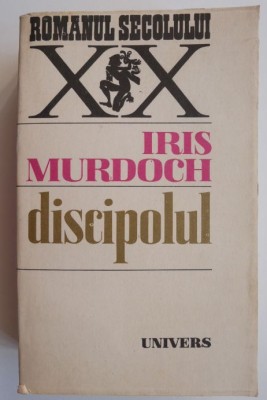 ROMANUL SECOLULUI
XX
IRIS
MURDOCH
discipolul
UNIVERS